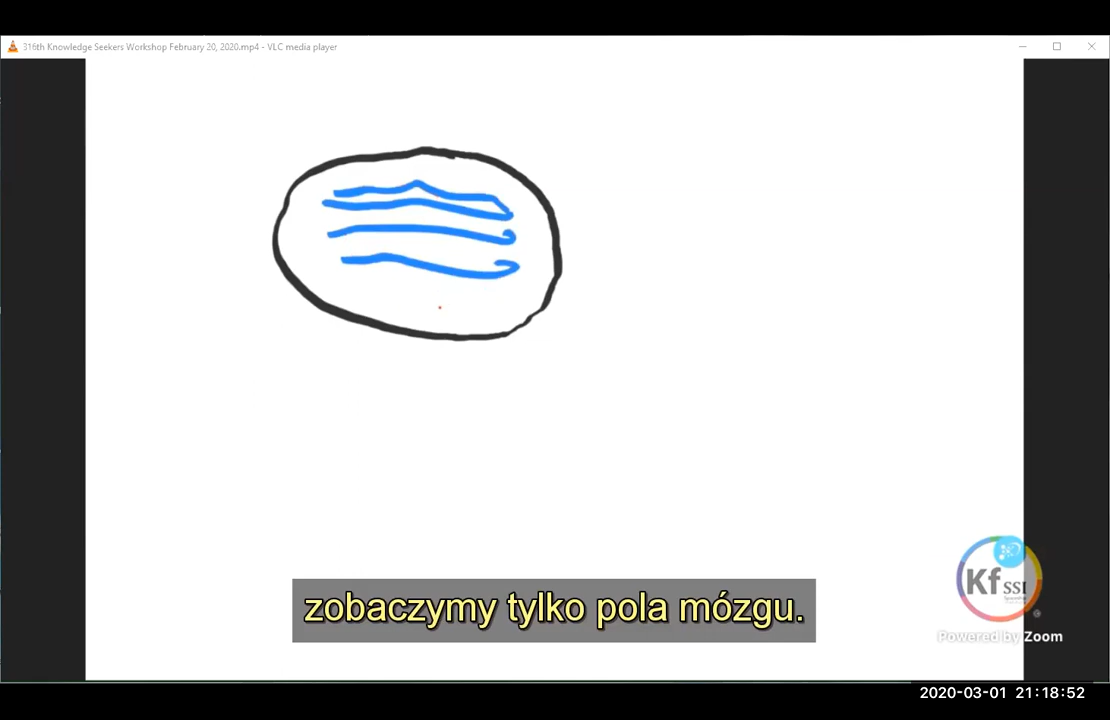 316th Knowledge Seekers Workshop February 20, 2020.mp4 - VLC media player
zobaczymy tylko pola mózgu.
Kf SSI
Powered by Zoom
2020-03-01 21:18:52